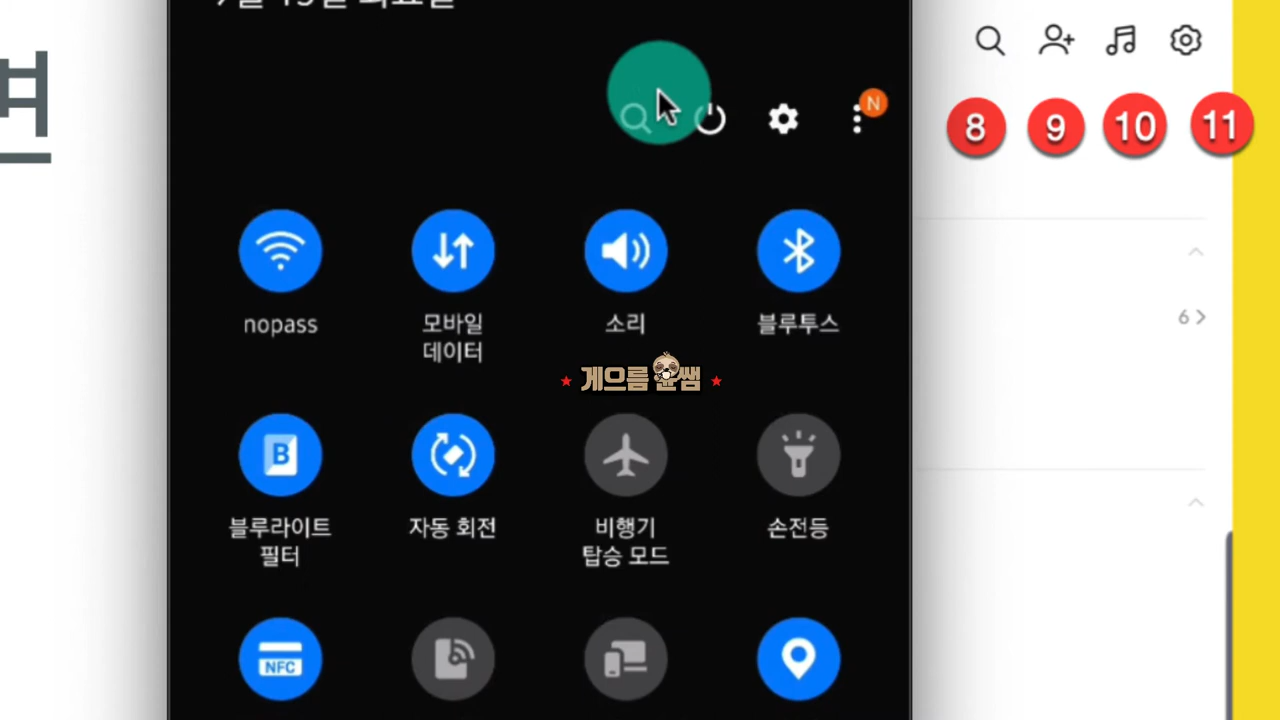 N
8 9 10 11
nopass
모바일
데이터
소리
블루투스
6
게으름 쌤
B
블루라이트
필터
자동 회전
비행기
탑승 모드
손전등
NFC